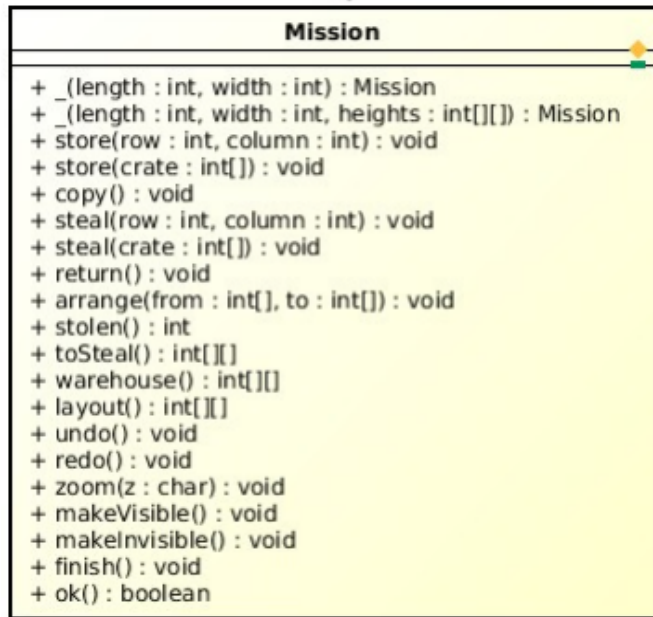 Mission
+ _(length : int, width : int) : Mission
+ _(length : int, width : int, heights : int[][]) : Mission
+ store(row : int, column : int) : void
+ store(crate : int[]) : void
+ copy() : void
+ steal(row : int, column : int) : void
+ steal(crate : int[]) : void
+ return() : void
+ arrange(from : int[], to : int[]) : void
+ stolen() : int
+ toSteal() : int[][]
+ warehouse() : int[][]
+ layout() : int[][]
+ undo() : void
+ redo() : void
+ zoom(z : char) : void
+ makeVisible() : void
+ makeInvisible() : void
+ finish() : void
+ ok() : boolean